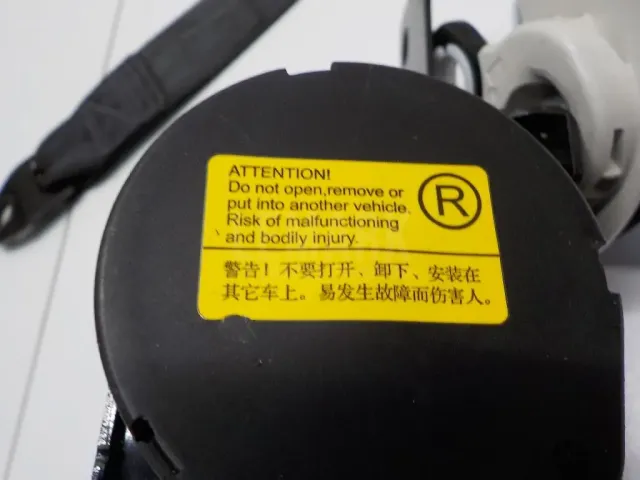 ATTENTION!
Do not open,remove or
put into another vehicle.
Risk of malfunctioning
and bodily injury.
R
警告！不要打开、卸下、安装在
其它车上。易发生故障而伤害人。